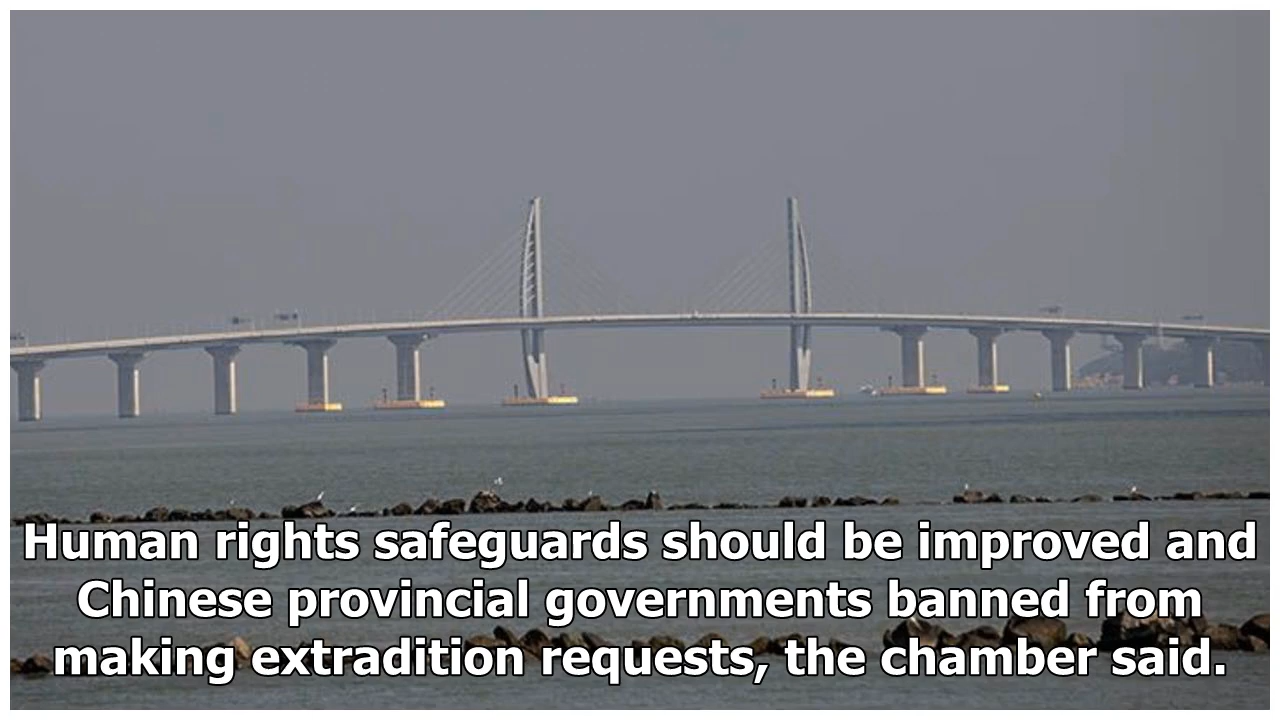 Human rights safeguards should be improved and
Chinese provincial governments banned from
making extradition requests, the chamber said.